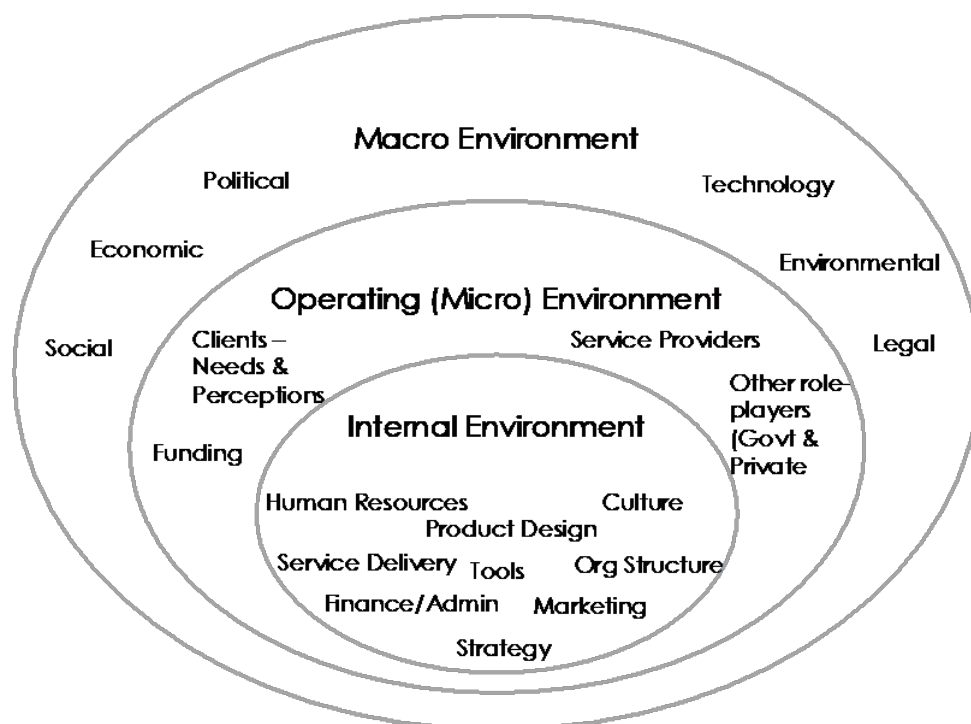 Macro Environment
Political
Technology
Economic
Environmental
Operating (Micro) Environment
Social
Clients –
Needs &
Perceptions
Service Providers
Legal
Other role-
players
(Govt &
Private
Funding
Internal Environment
Human Resources
Culture
Product Design
Service Delivery
Tools
Org Structure
Finance/Admin
Marketing
Strategy